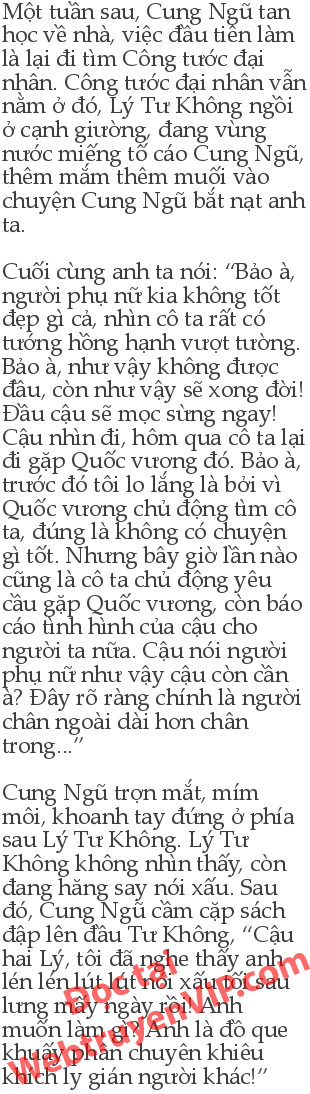 Một tuần sau, Cung Ngũ tan
học về nhà, việc đầu tiên làm
là lại đi tìm Công tước đại
nhân. Công tước đại nhân vẫn
nằm ở đó, Lý Tư Không ngồi
ở cạnh giường, đang vùng
nước miếng tố cáo Cung Ngũ,
thêm mắm thêm muối vào
chuyện Cung Ngũ bắt nạt anh
ta.
Cuối cùng anh ta nói: “Bảo à,
người phụ nữ kia không tốt
đẹp gì cả, nhìn cô ta rất có
tướng hồng hạnh vượt tường.
Bảo à, như vậy không được
đâu, còn như vậy sẽ xong đời!
Đầu cậu sẽ mọc sừng ngay!
Cậu nhìn đi, hôm qua cô ta lại
đi gặp Quốc vương đó. Bảo à,
trước đó tôi lo lắng là bởi vì
Quốc vương chủ động tìm cô
ta, đúng là không có chuyện
gì tốt. Nhưng bây giờ lần nào
cũng là cô ta chủ động yêu
cầu gặp Quốc vương, còn báo
cáo tình hình của cậu cho
người ta nữa. Cậu nói người
phụ nữ như vậy cậu còn cần
à? Đây rõ ràng chính là người
chân ngoài dài hơn chân
trong...”
Cung Ngũ trợn mắt, mím
môi, khoanh tay đứng ở phía
sau Lý Tư Không. Lý Tư
Không không nhìn thấy, còn
đang hăng say nói xấu. Sau
đó, Cung Ngũ cầm cặp sách
đập lên đầu Tư Không, “Cậu
hai Lý, tôi đã nghe thấy anh
lén lén lút lút nói xấu tôi sau
lưng mấy ngày rồi! Anh
muốn làm gì? Anh là đồ que
khuấy phân chuyên khiêu
khích ly gián người khác!”
Đọc tại
WebtruyenVIP.com